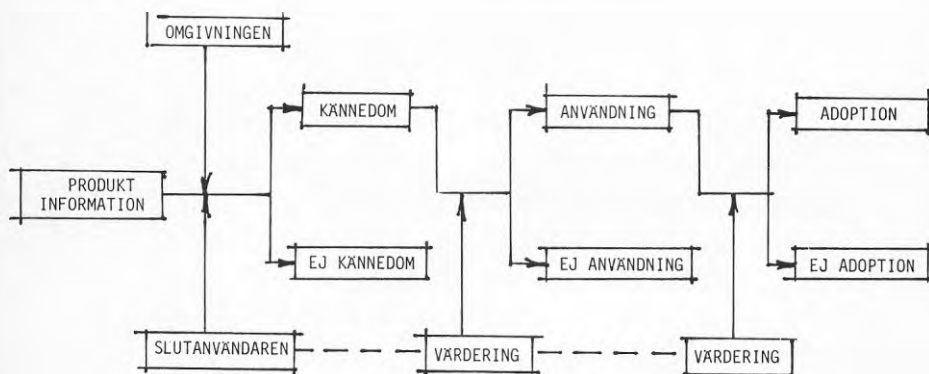 OMGIVNINGEN
KÄNNEDOM
ANVÄNDNING
ADOPTION
PRODUKT
INFORMATION
EJ KÄNNEDOM
EJ ANVÄNDNING
EJ ADOPTION
SLUTANVÄNDAREN
VÄRDERING
VÄRDERING